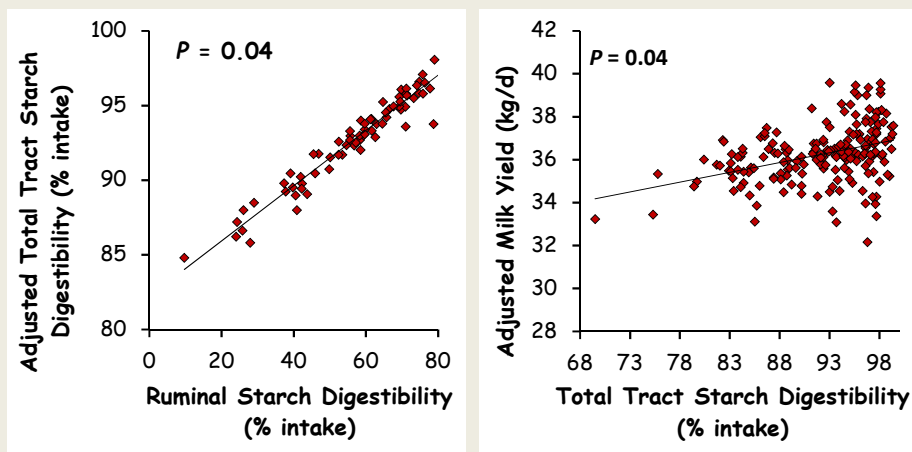 Adjusted Total Tract Starch
Digestibility (% intake)
100
95
90
85
80
P = 0.04
0 20 40 60 80
Ruminal Starch Digestibility
(% intake)
Adjusted Milk Yield (kg/d)
42
40
38
36
34
32
30
28
P = 0.04
68 73 78 83 88 93 98
Total Tract Starch Digestibility
(% intake)